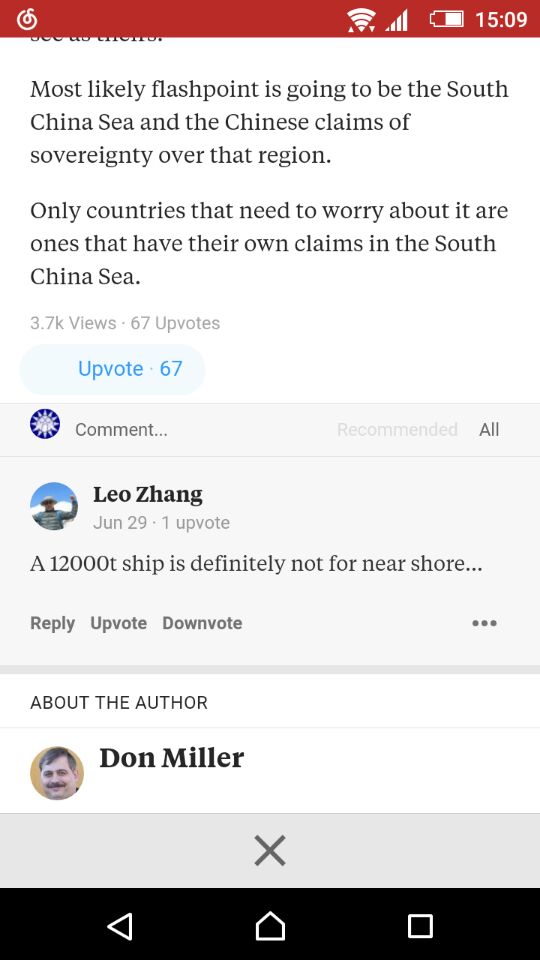 15:09
see as theirs.
Most likely flashpoint is going to be the South
China Sea and the Chinese claims of
sovereignty over that region.
Only countries that need to worry about it are
ones that have their own claims in the South
China Sea.
3.7k Views · 67 Upvotes
Upvote · 67
Comment...
Recommended All
Leo Zhang
Jun 29 · 1 upvote
A 12000t ship is definitely not for near shore...
Reply Upvote Downvote
ABOUT THE AUTHOR
Don Miller